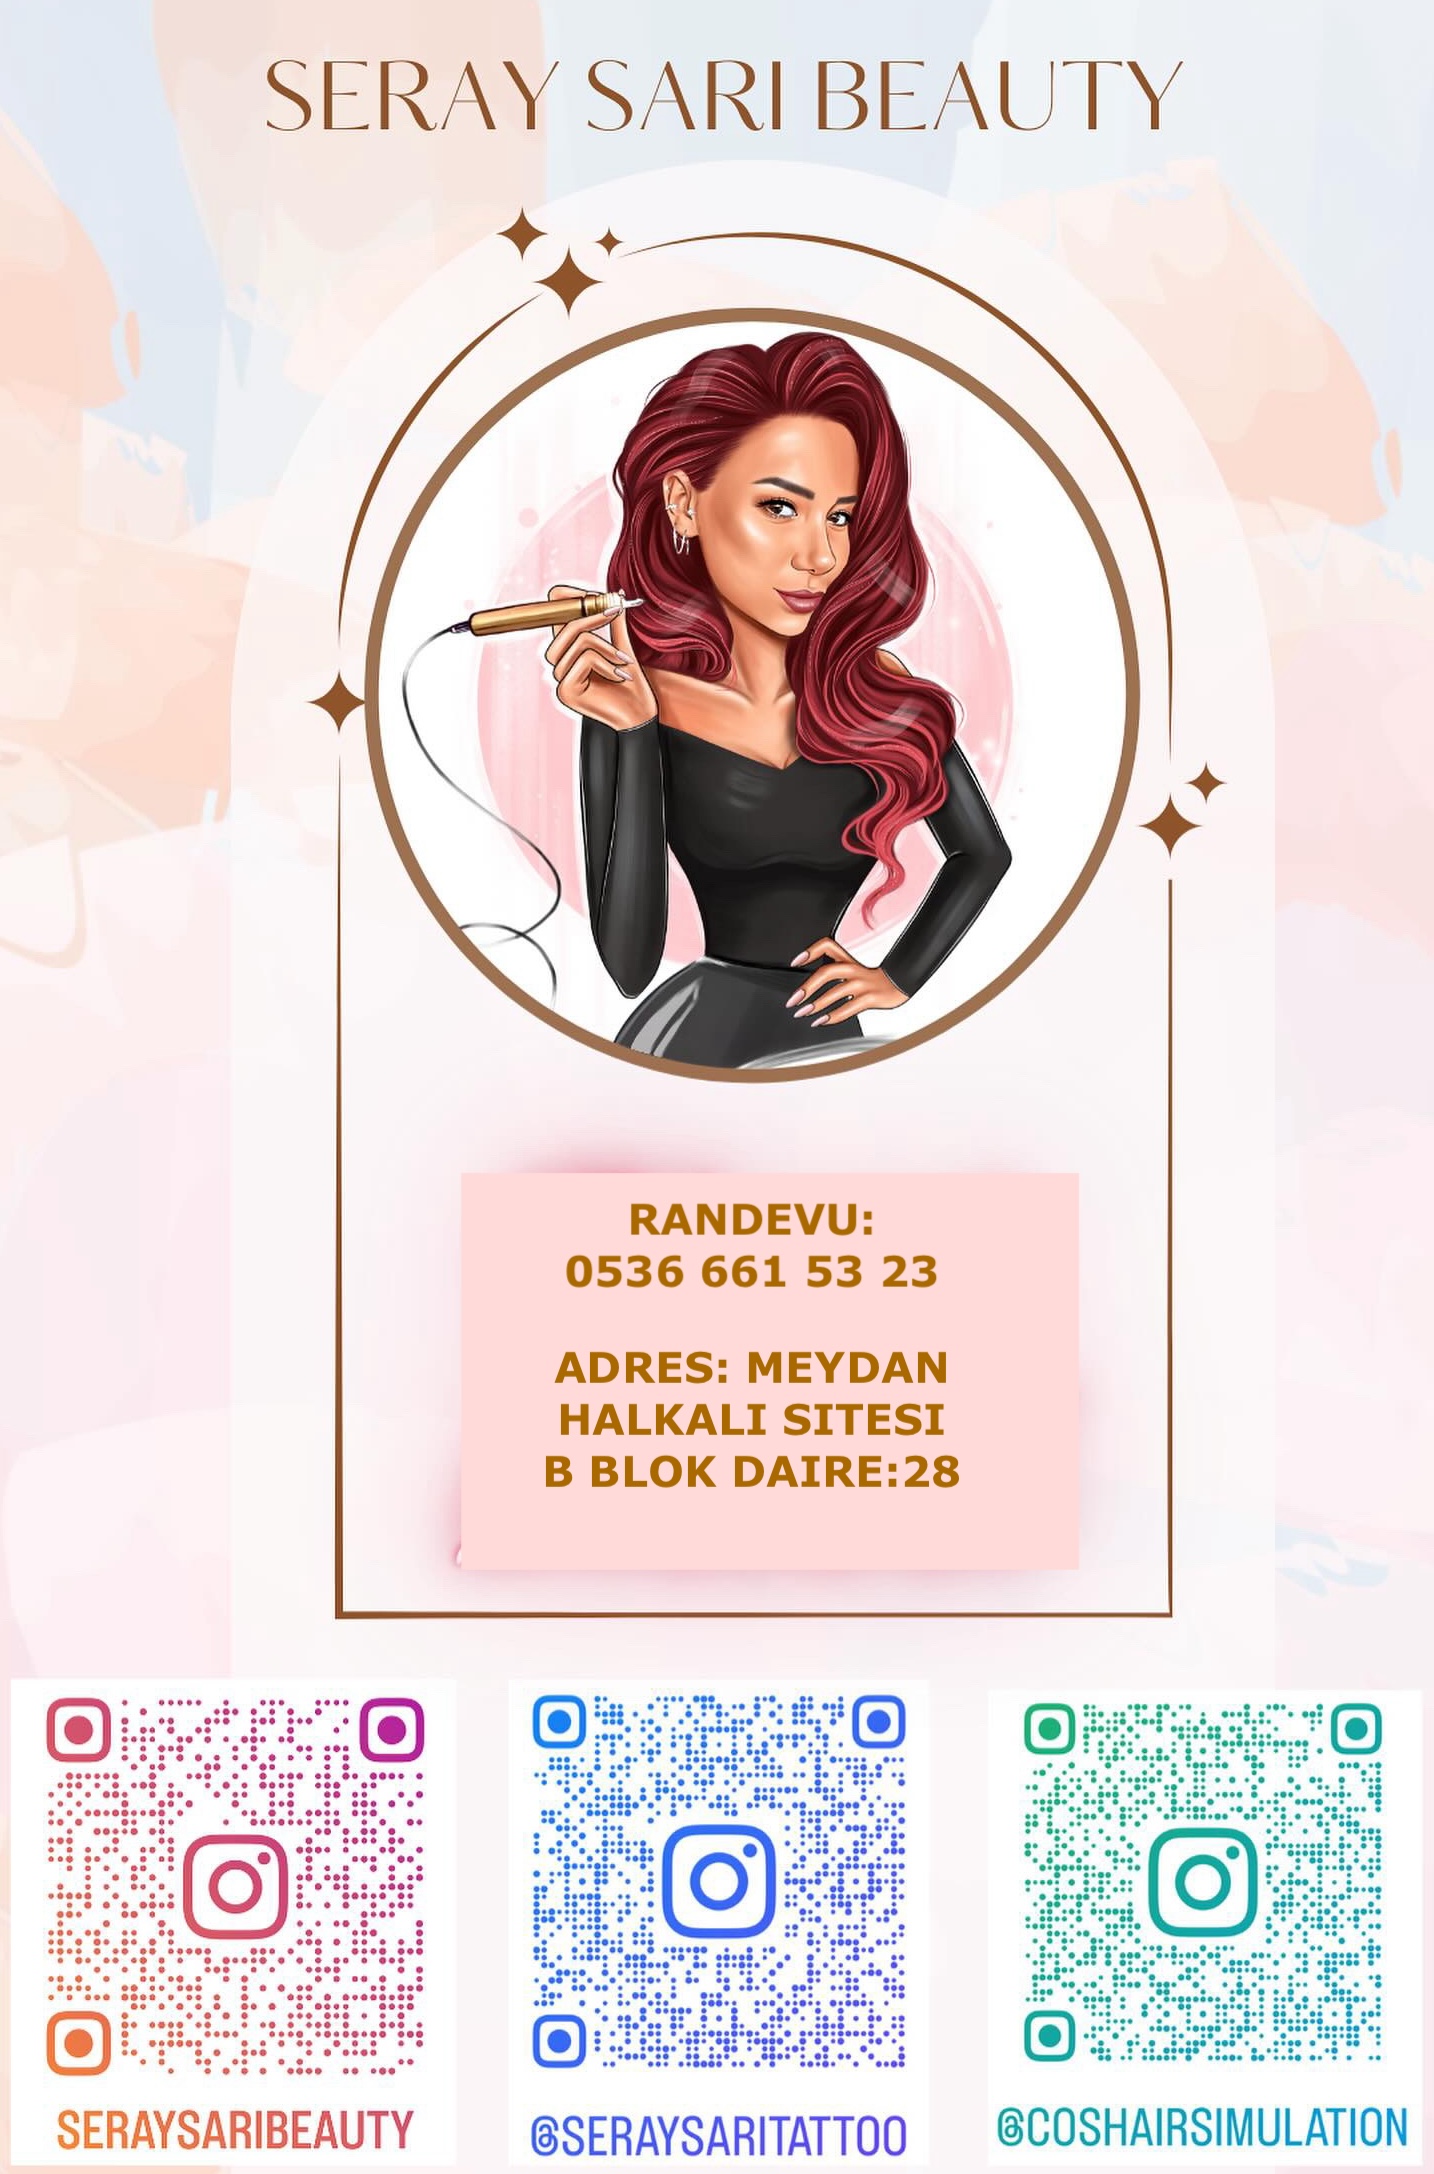 SERAY SARI BEAUTY
RANDEVU:
0536 661 53 23
ADRES: MEYDAN
HALKALI SITESI
B BLOK DAIRE:28
SERAYSARIBEAUTY
@SERAYSARITATTOO
@COSHAIRSIMULATION